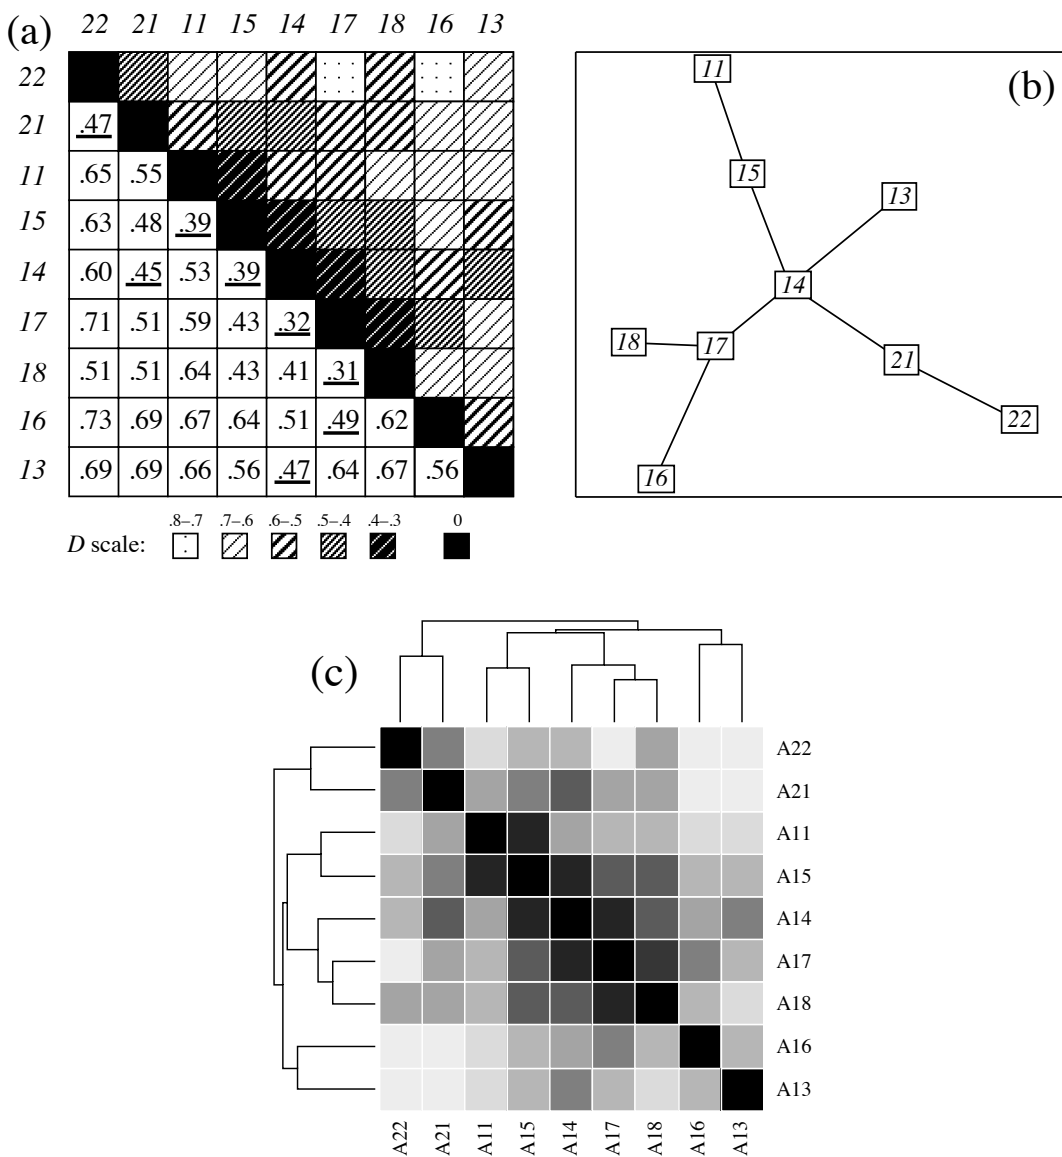 (a)
22 21 11 15 14 17 18 16 13
22
21 .47
11 .65 .55
15 .63 .48 .39
14 .60 .45 .53 .39
17 .71 .51 .59 .43 .32
18 .51 .51 .64 .43 .41 .31
16 .73 .69 .67 .64 .51 .49 .62
13 .69 .69 .66 .56 .47 .64 .67 .56
.8–.7 .7–.6 .6–.5 .5–.4 .4–.3 0
D scale:
(b)
11
15
13
14
18
17
21
22
16
(c)
A22
A21
A11
A15
A14
A17
A18
A16
A13
A22 A21 A11 A15 A14 A17 A18 A16 A13